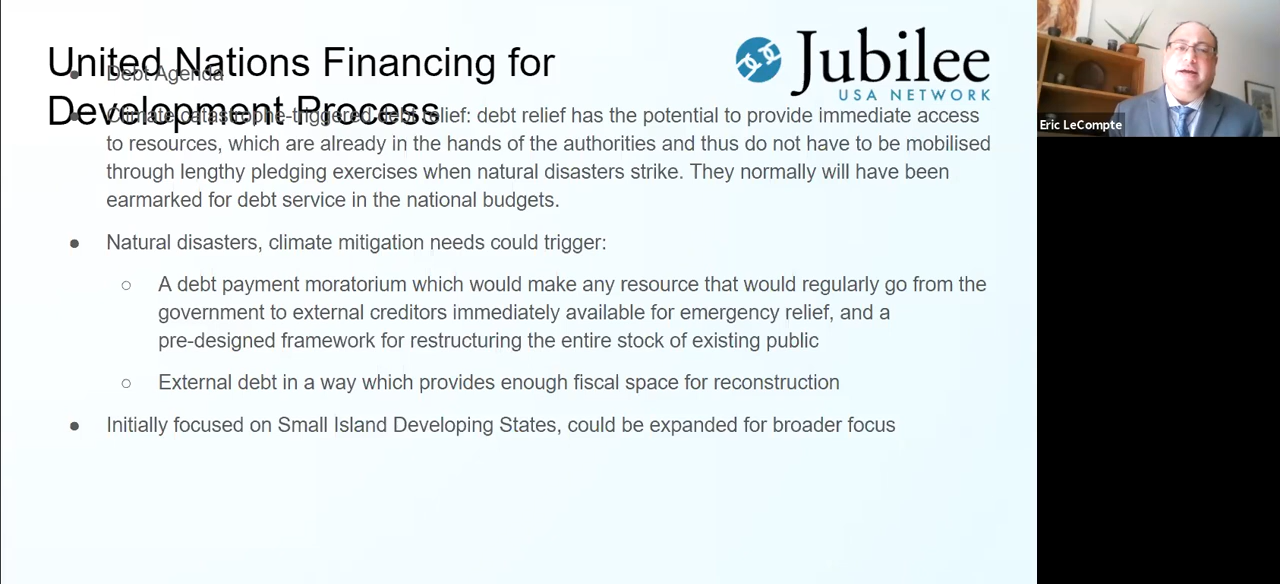 United Nations Financing for
Development Process
Jubilee
USA NETWORK
Eric LeCompte
● Debt Agenda
● Climate catastrophe-triggered debt relief: debt relief has the potential to provide immediate access
to resources, which are already in the hands of the authorities and thus do not have to be mobilised
through lengthy pledging exercises when natural disasters strike. They normally will have been
earmarked for debt service in the national budgets.
● Natural disasters, climate mitigation needs could trigger:
○ A debt payment moratorium which would make any resource that would regularly go from the
government to external creditors immediately available for emergency relief, and a
pre-designed framework for restructuring the entire stock of existing public
○ External debt in a way which provides enough fiscal space for reconstruction
● Initially focused on Small Island Developing States, could be expanded for broader focus